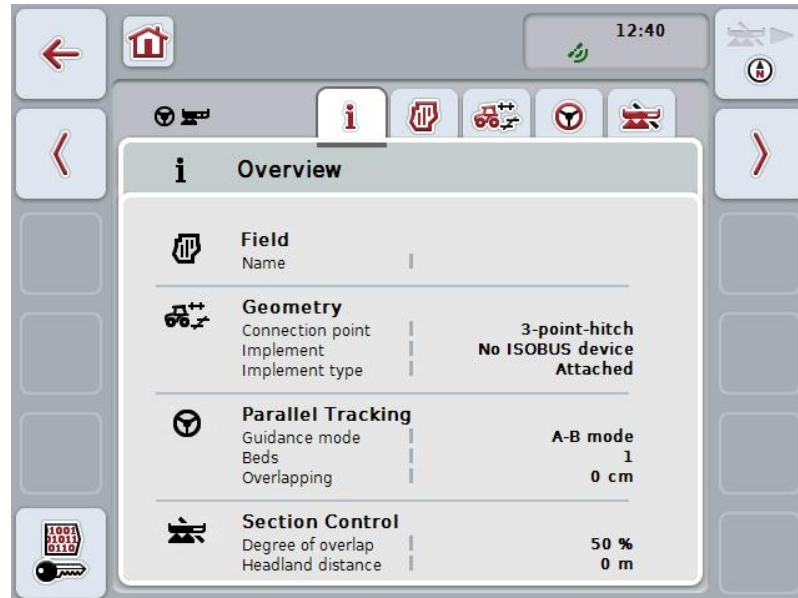 12:40
N
i
i Overview
Field
Name
Geometry
Connection point 3-point-hitch
Implement No ISOBUS device
Implement type Attached
Parallel Tracking
Guidance mode A-B mode
Beds 1
Overlapping 0 cm
Section Control
Degree of overlap 50 %
Headland distance 0 m
1001
01011
0110